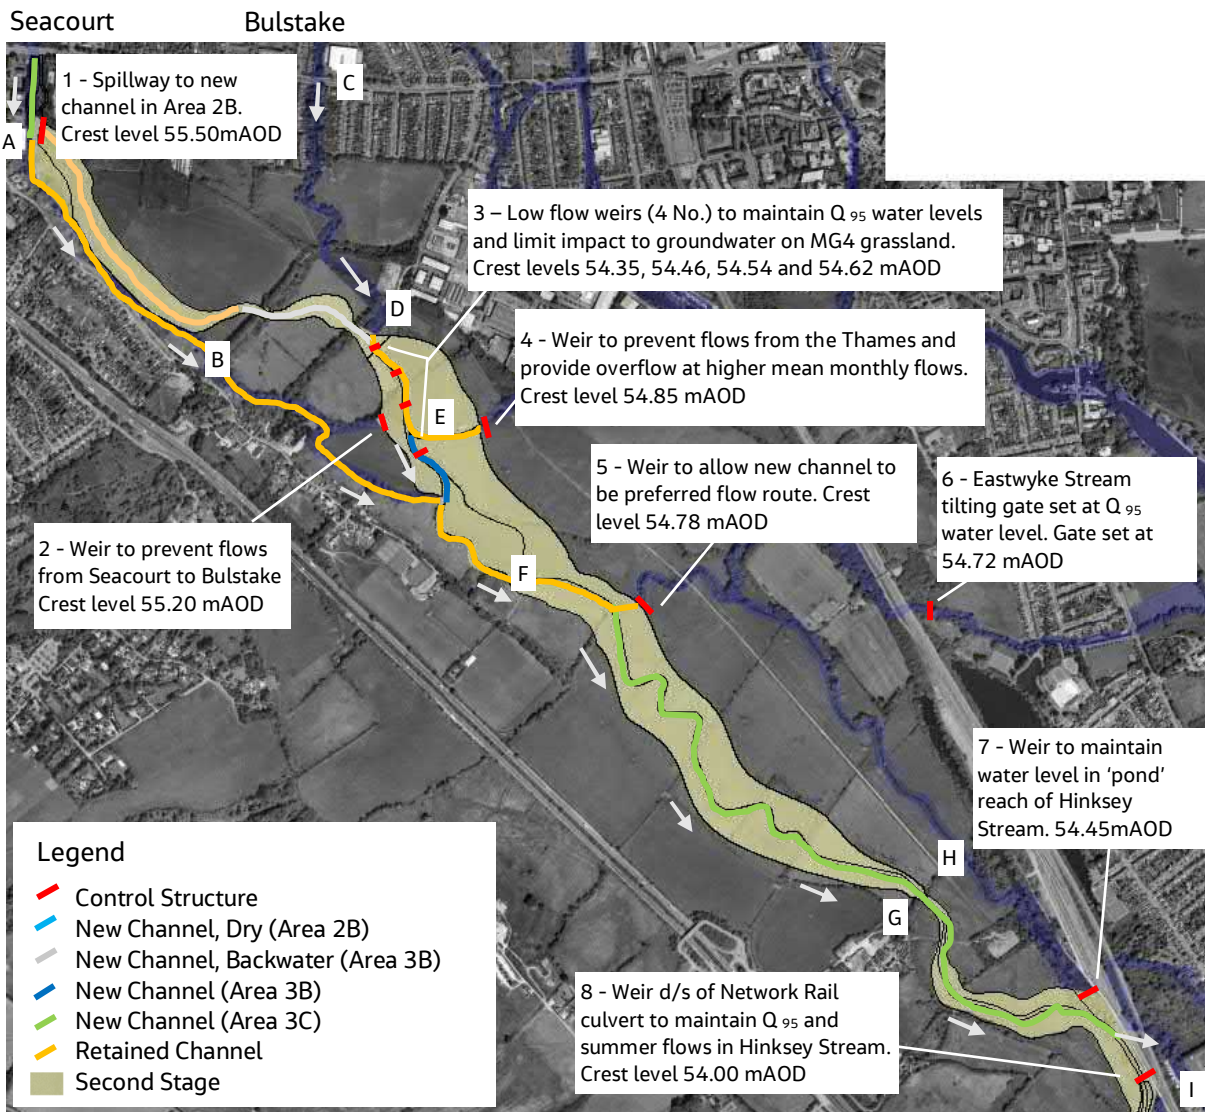 Seacourt
Bulstake
1 - Spillway to new
channel in Area 2B.
Crest level 55.50mAOD
C
A
3 – Low flow weirs (4 No.) to maintain Q 95 water levels
and limit impact to groundwater on MG4 grassland.
Crest levels 54.35, 54.46, 54.54 and 54.62 mAOD
D
4 - Weir to prevent flows from the Thames and
provide overflow at higher mean monthly flows.
Crest level 54.85 mAOD
B
E
5 - Weir to allow new channel to
be preferred flow route. Crest
level 54.78 mAOD
6 - Eastwyke Stream
tilting gate set at Q 95
water level. Gate set at
54.72 mAOD
2 - Weir to prevent flows
from Seacourt to Bulstake
Crest level 55.20 mAOD
F
7 - Weir to maintain
water level in ‘pond’
reach of Hinksey
Stream. 54.45mAOD
H
G
8 - Weir d/s of Network Rail
culvert to maintain Q 95 and
summer flows in Hinksey Stream.
Crest level 54.00 mAOD
I
Legend
Control Structure
New Channel, Dry (Area 2B)
New Channel, Backwater (Area 3B)
New Channel (Area 3B)
New Channel (Area 3C)
Retained Channel
Second Stage